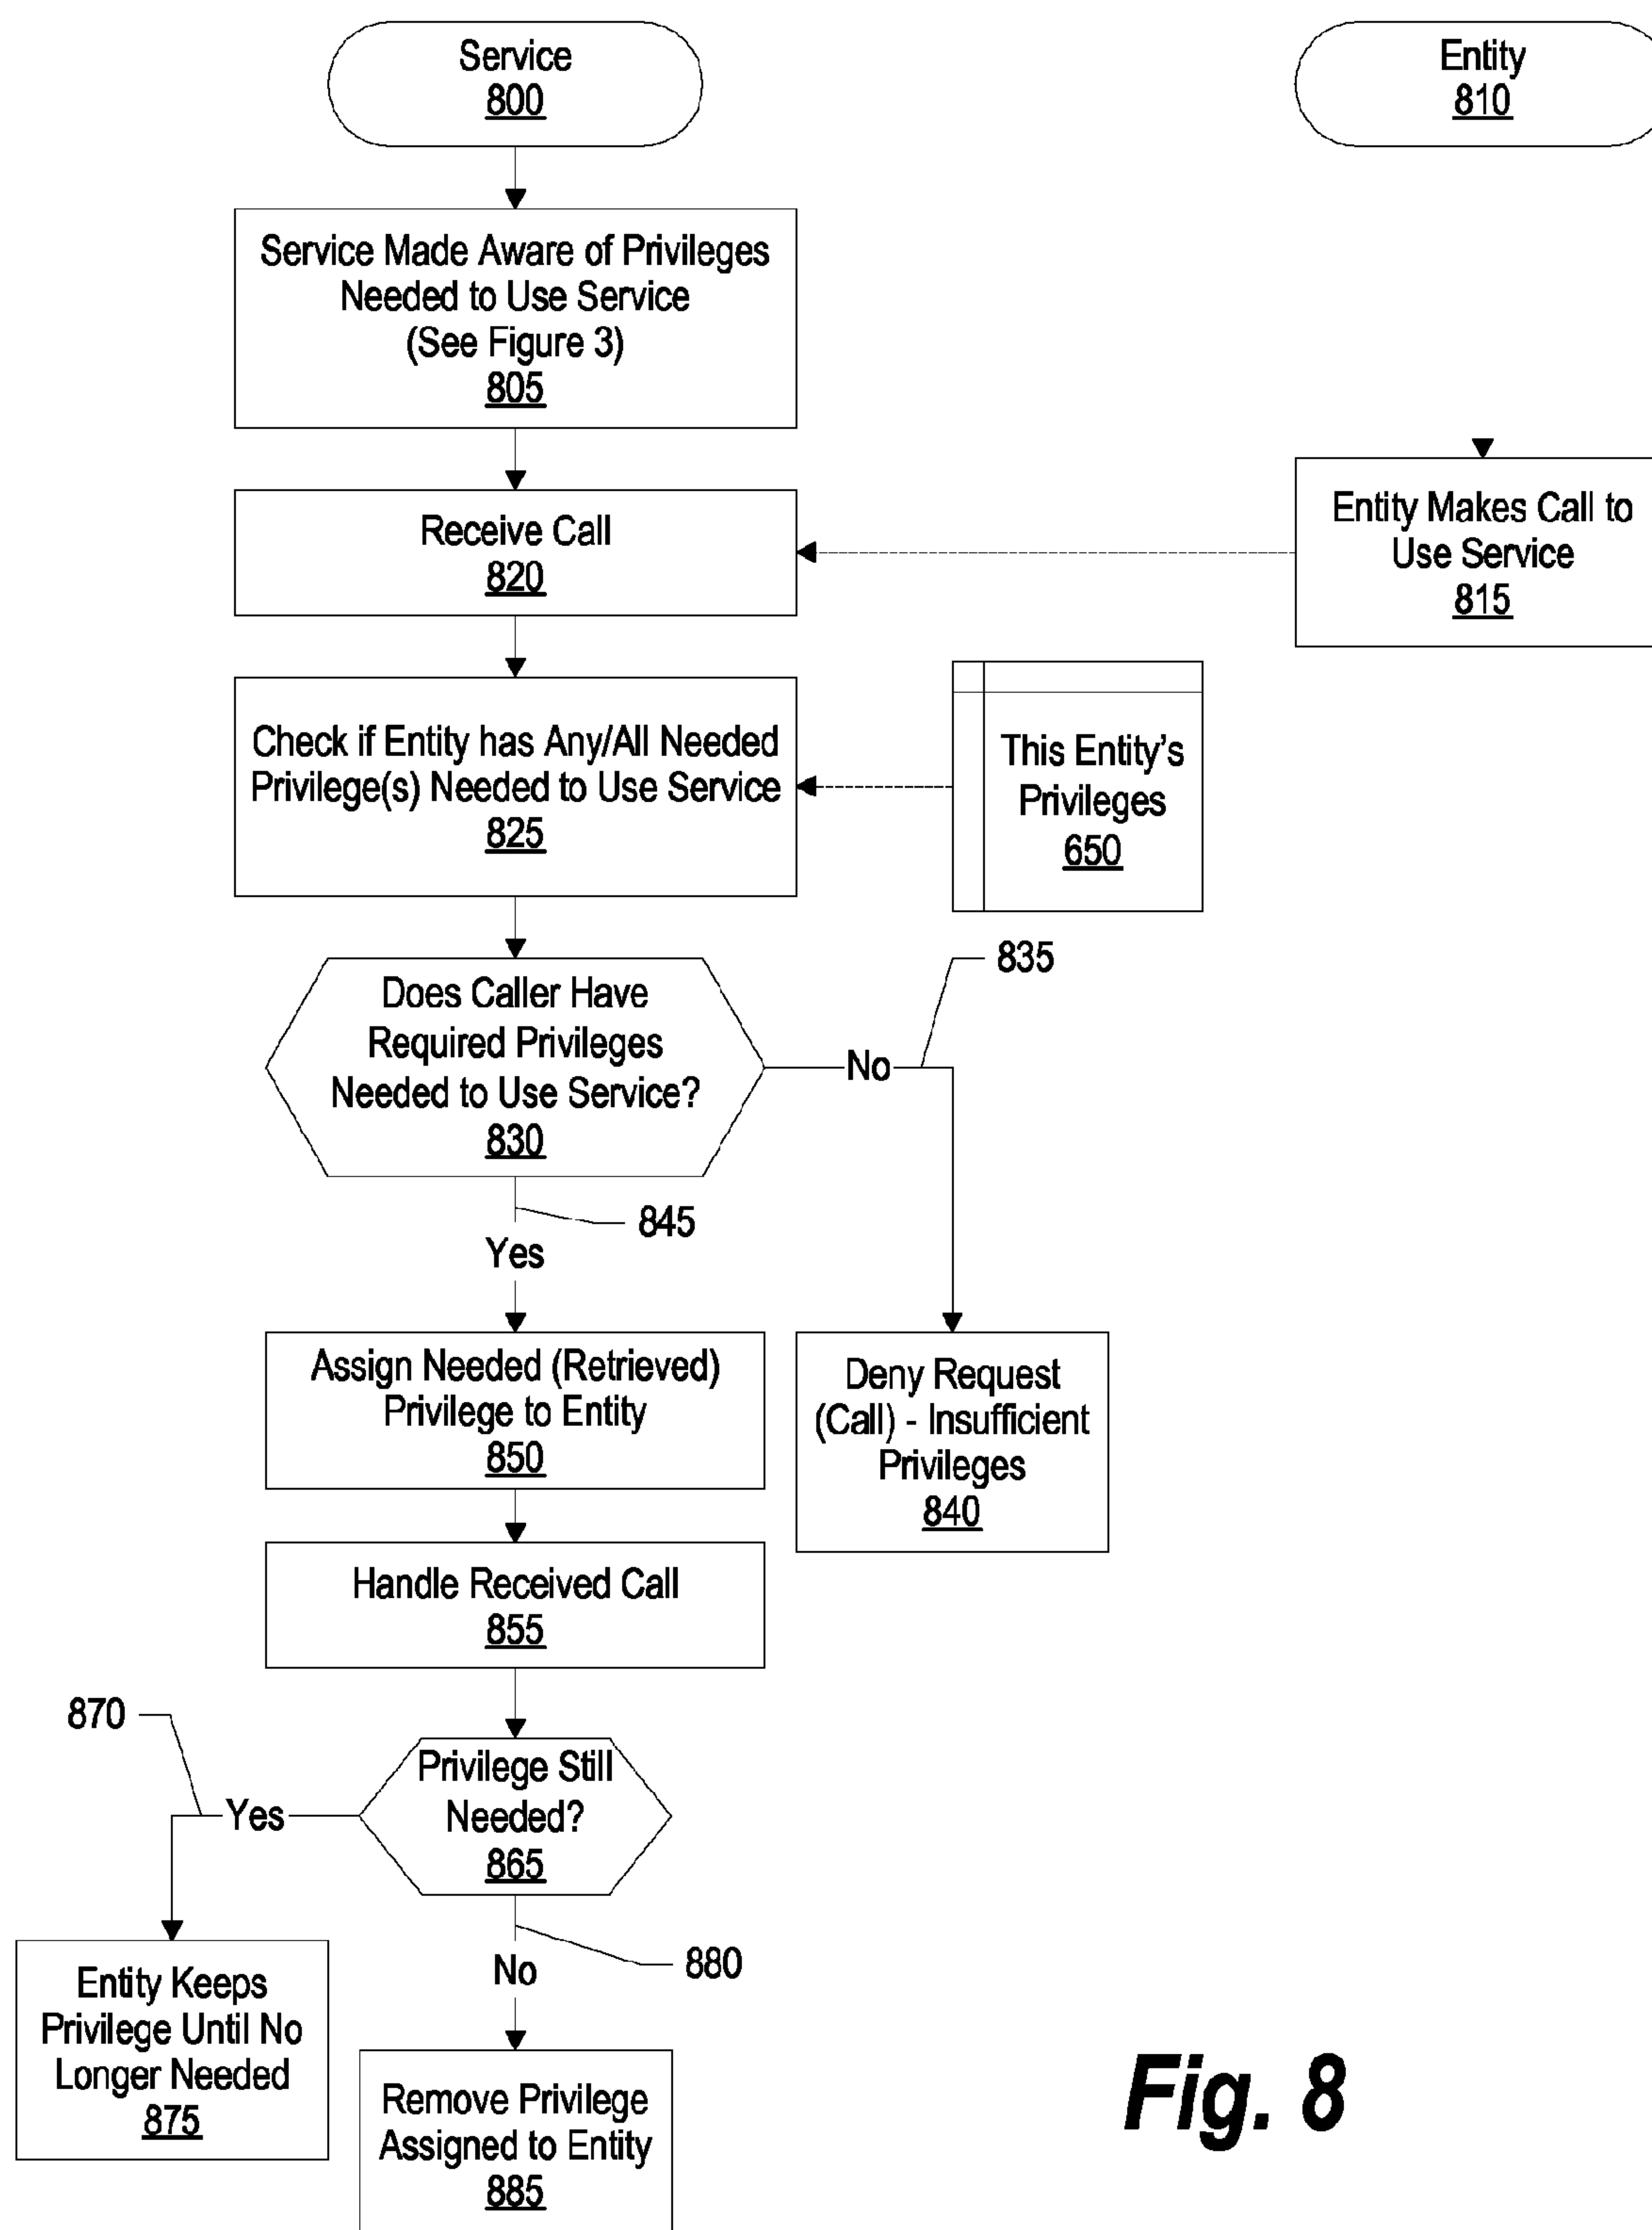 Service
800
Entity
810
Service Made Aware of Privileges
Needed to Use Service
(See Figure 3)
805
Receive Call
820
Entity Makes Call to
Use Service
815
Check if Entity has Any/All Needed
Privilege(s) Needed to Use Service
825
This Entity's
Privileges
650
835
Does Caller Have
Required Privileges
Needed to Use Service?
830
No
845
Yes
Assign Needed (Retrieved)
Privilege to Entity
850
Deny Request
(Call) - Insufficient
Privileges
840
Handle Received Call
855
870
Privilege Still
Needed?
865
Yes
880
No
Entity Keeps
Privilege Until No
Longer Needed
875
Remove Privilege
Assigned to Entity
885
Fig. 8